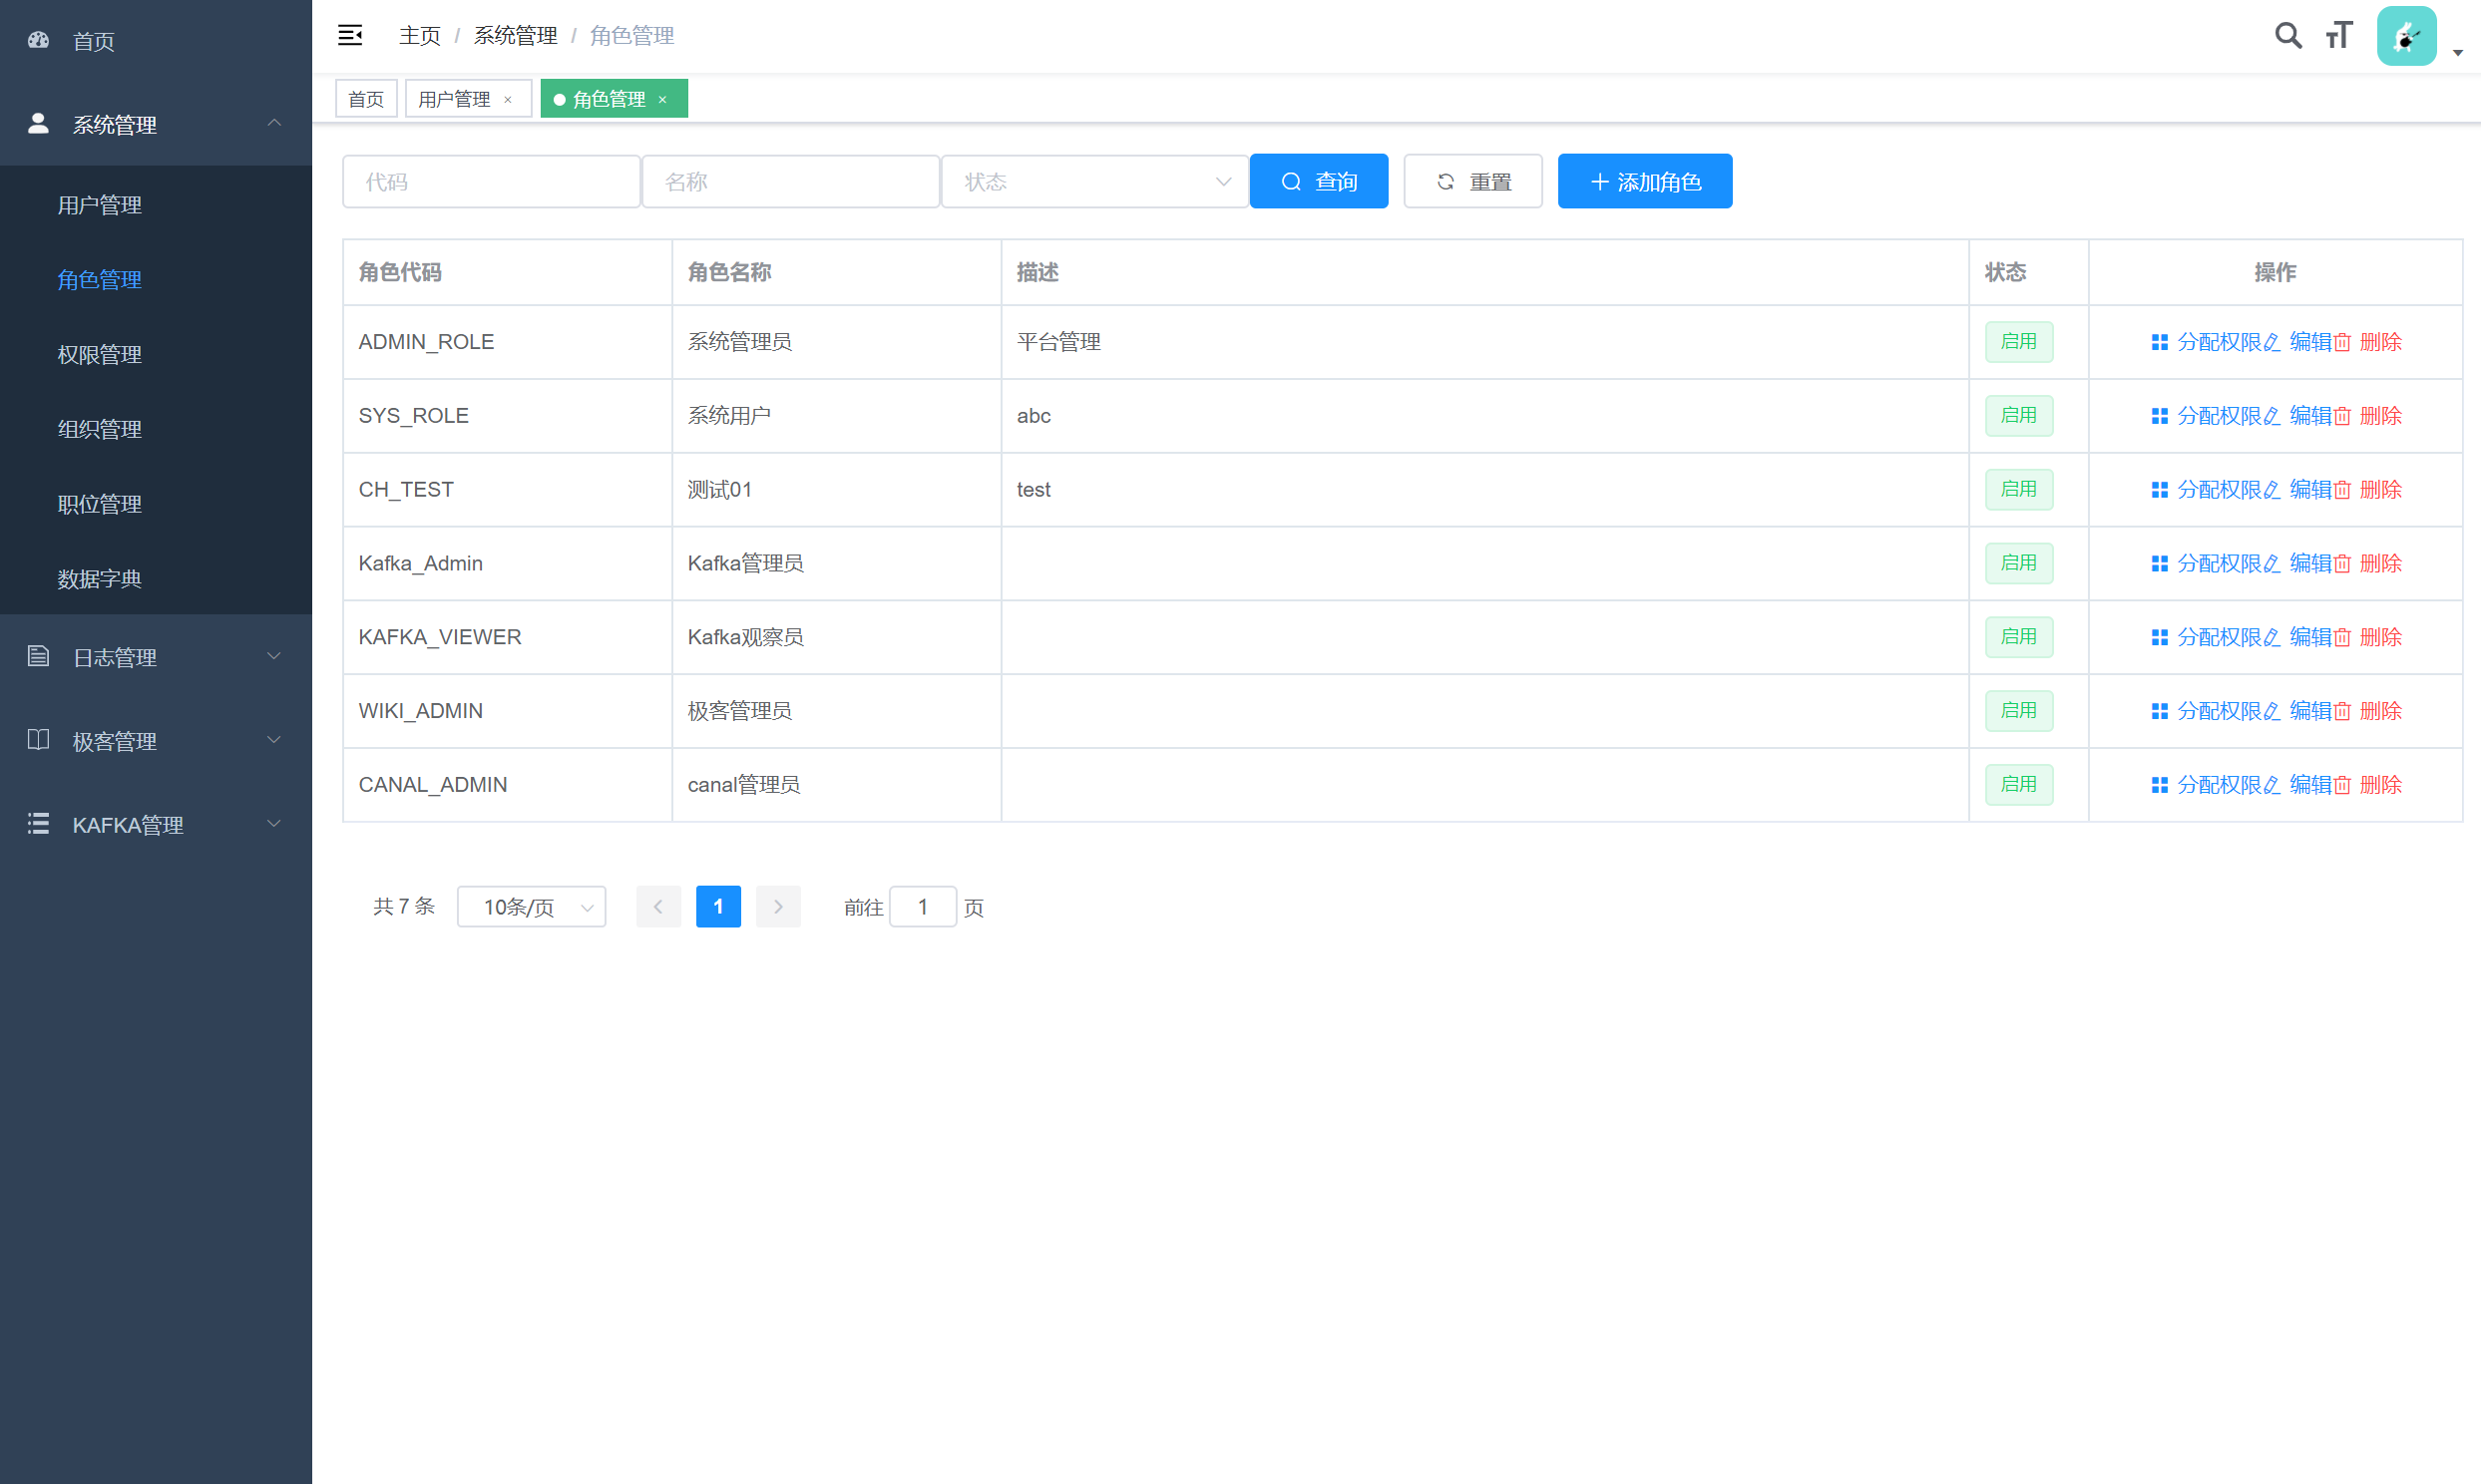 首页
系统管理
用户管理
角色管理
权限管理
组织管理
职位管理
数据字典
日志管理
极客管理
KAFKA管理
主页 / 系统管理 / 角色管理
首页 用户管理 × 角色管理 ×
代码 名称 状态 查询 重置 添加角色
角色代码 角色名称 描述 状态 操作
ADMIN_ROLE 系统管理员 平台管理 启用 分配权限 编辑 删除
SYS_ROLE 系统用户 abc 启用 分配权限 编辑 删除
CH_TEST 测试01 test 启用 分配权限 编辑 删除
Kafka_Admin Kafka管理员 启用 分配权限 编辑 删除
KAFKA_VIEWER Kafka观察员 启用 分配权限 编辑 删除
WIKI_ADMIN 极客管理员 启用 分配权限 编辑 删除
CANAL_ADMIN canal管理员 启用 分配权限 编辑 删除
共 7 条 10条/页 1 前往 1 页